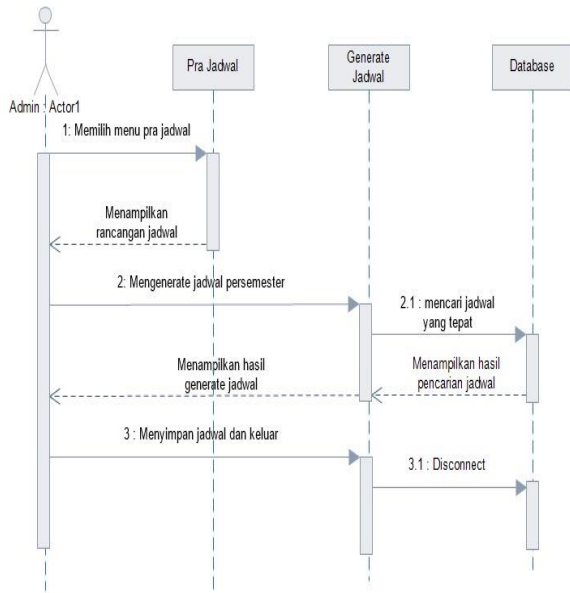 Pra Jadwal
Generate
Jadwal
Database
Admin : Actor1
1: Memilih menu pra jadwal
Menampilkan
rancangan jadwal
2: Mengenerate jadwal persemester
2.1 : mencari jadwal
yang tepat
Menampilkan hasil
generate jadwal
Menampilkan hasil
pencarian jadwal
3 : Menyimpan jadwal dan keluar
3.1 : Disconnect